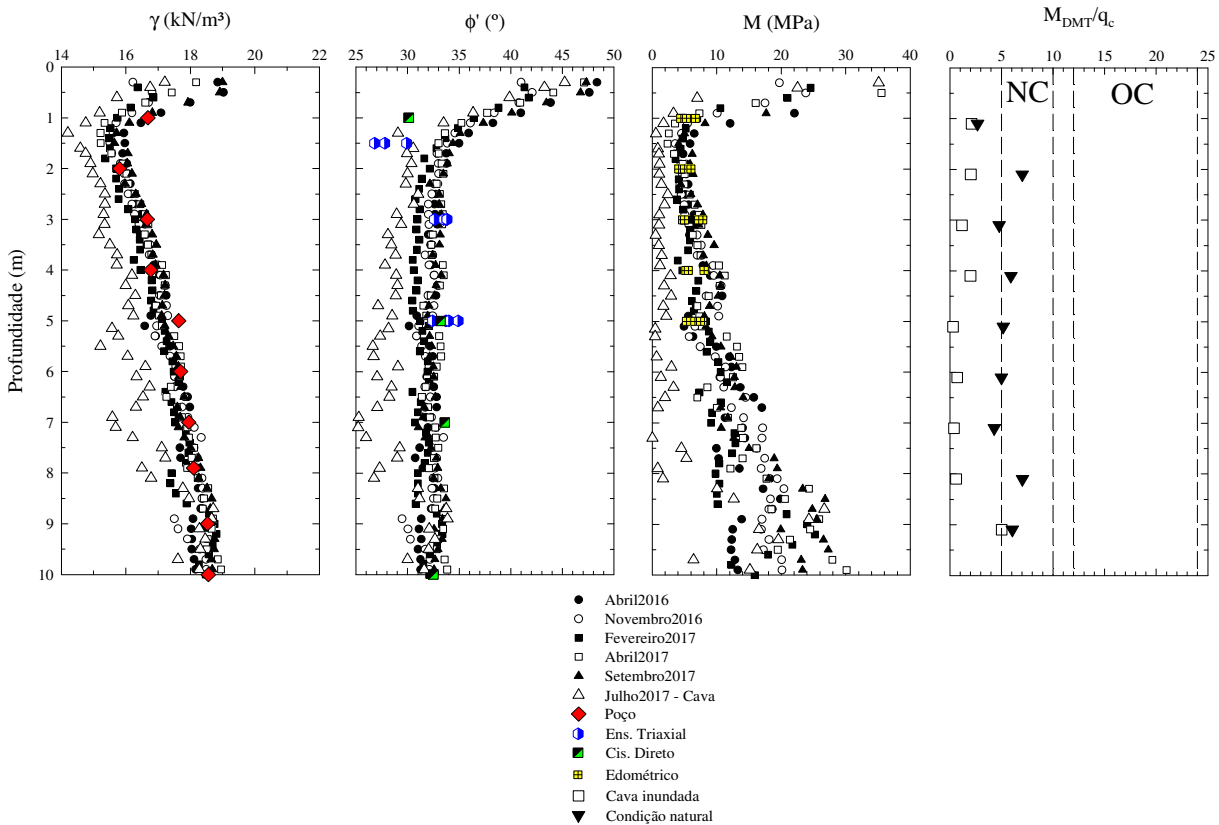 γ (kN/m³) ϕ' (º) M (MPa) M_DMT/q_c
14 16 18 20 22 25 30 35 40 45 50 0 10 20 30 40 0 5 10 15 20 25
NC OC
Profundidade (m)
0
1
2
3
4
5
6
7
8
9
10
Abril2016
Novembro2016
Fevereiro2017
Abril2017
Setembro2017
Julho2017 - Cava
Poço
Ens. Triaxial
Cis. Direto
Edométrico
Cava inundada
Condição natural